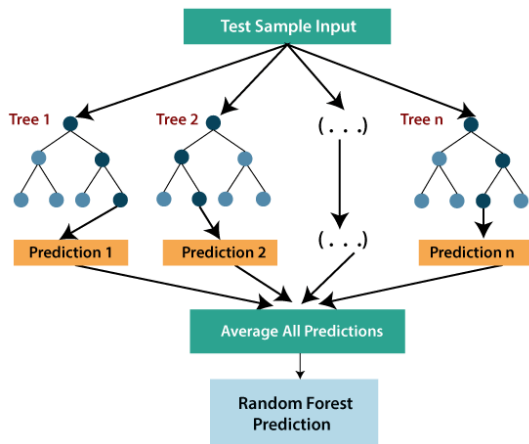 Test Sample Input
Tree 1
Tree 2
(...)
Tree n
Prediction 1
Prediction 2
(...)
Prediction n
Average All Predictions
Random Forest
Prediction